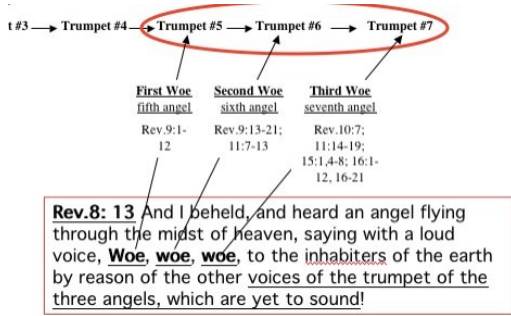 t #3 Trumpet #4 Trumpet #5 Trumpet #6 Trumpet #7
First Woe Second Woe Third Woe
fifth angel sixth angel seventh angel
Rev.9:1- Rev.9:13-21; Rev.10:7;
12 11:7-13 11:14-19;
15:1,4-8; 16:1-
12, 16-21
Rev.8: 13 And I beheld, and heard an angel flying
through the midst of heaven, saying with a loud
voice, Woe, woe, woe, to the inhabiters of the earth
by reason of the other voices of the trumpet of the
three angels, which are yet to sound!